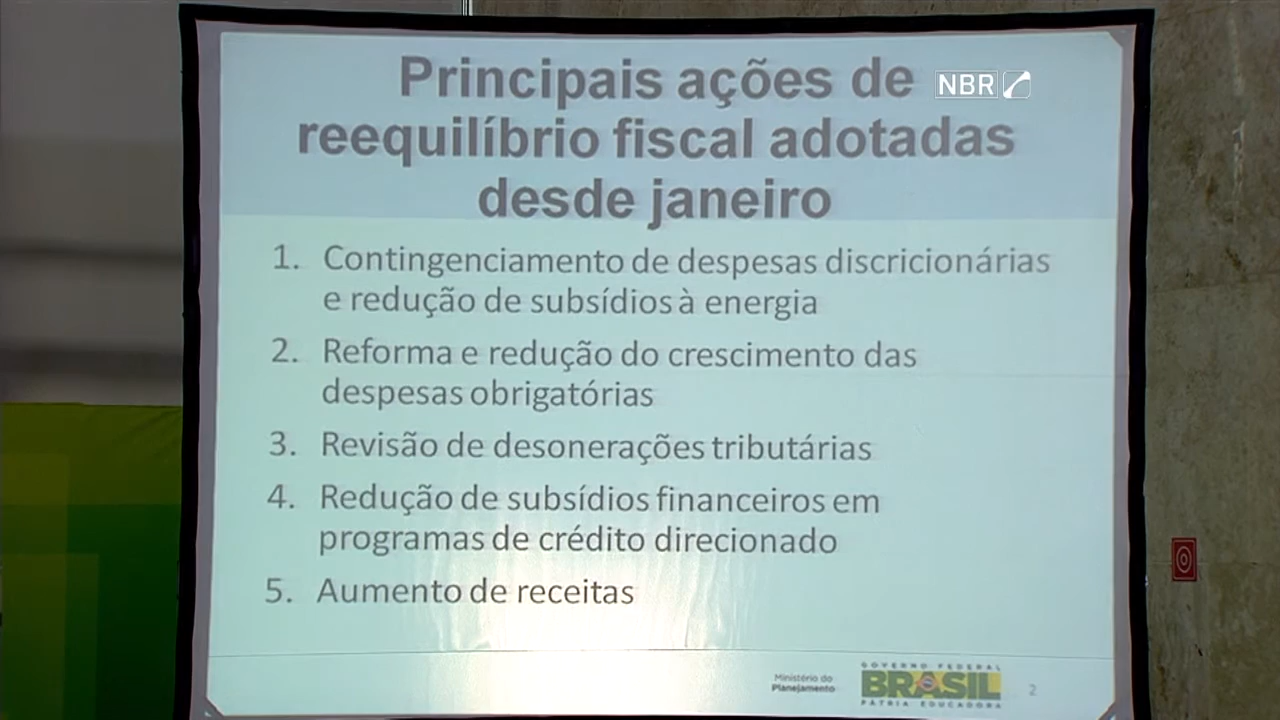 Principais ações de
NBR
reequilíbrio fiscal adotadas
desde janeiro
1. Contingenciamento de despesas discricionárias
e redução de subsídios à energia
2. Reforma e redução do crescimento das
despesas obrigatórias
3. Revisão de desonerações tributárias
4. Redução de subsídios financeiros em
programas de crédito direcionado
5. Aumento de receitas
Ministério do
Planejamento
GOVERNO FEDERAL
BRASIL
PÁTRIA EDUCADORA
2